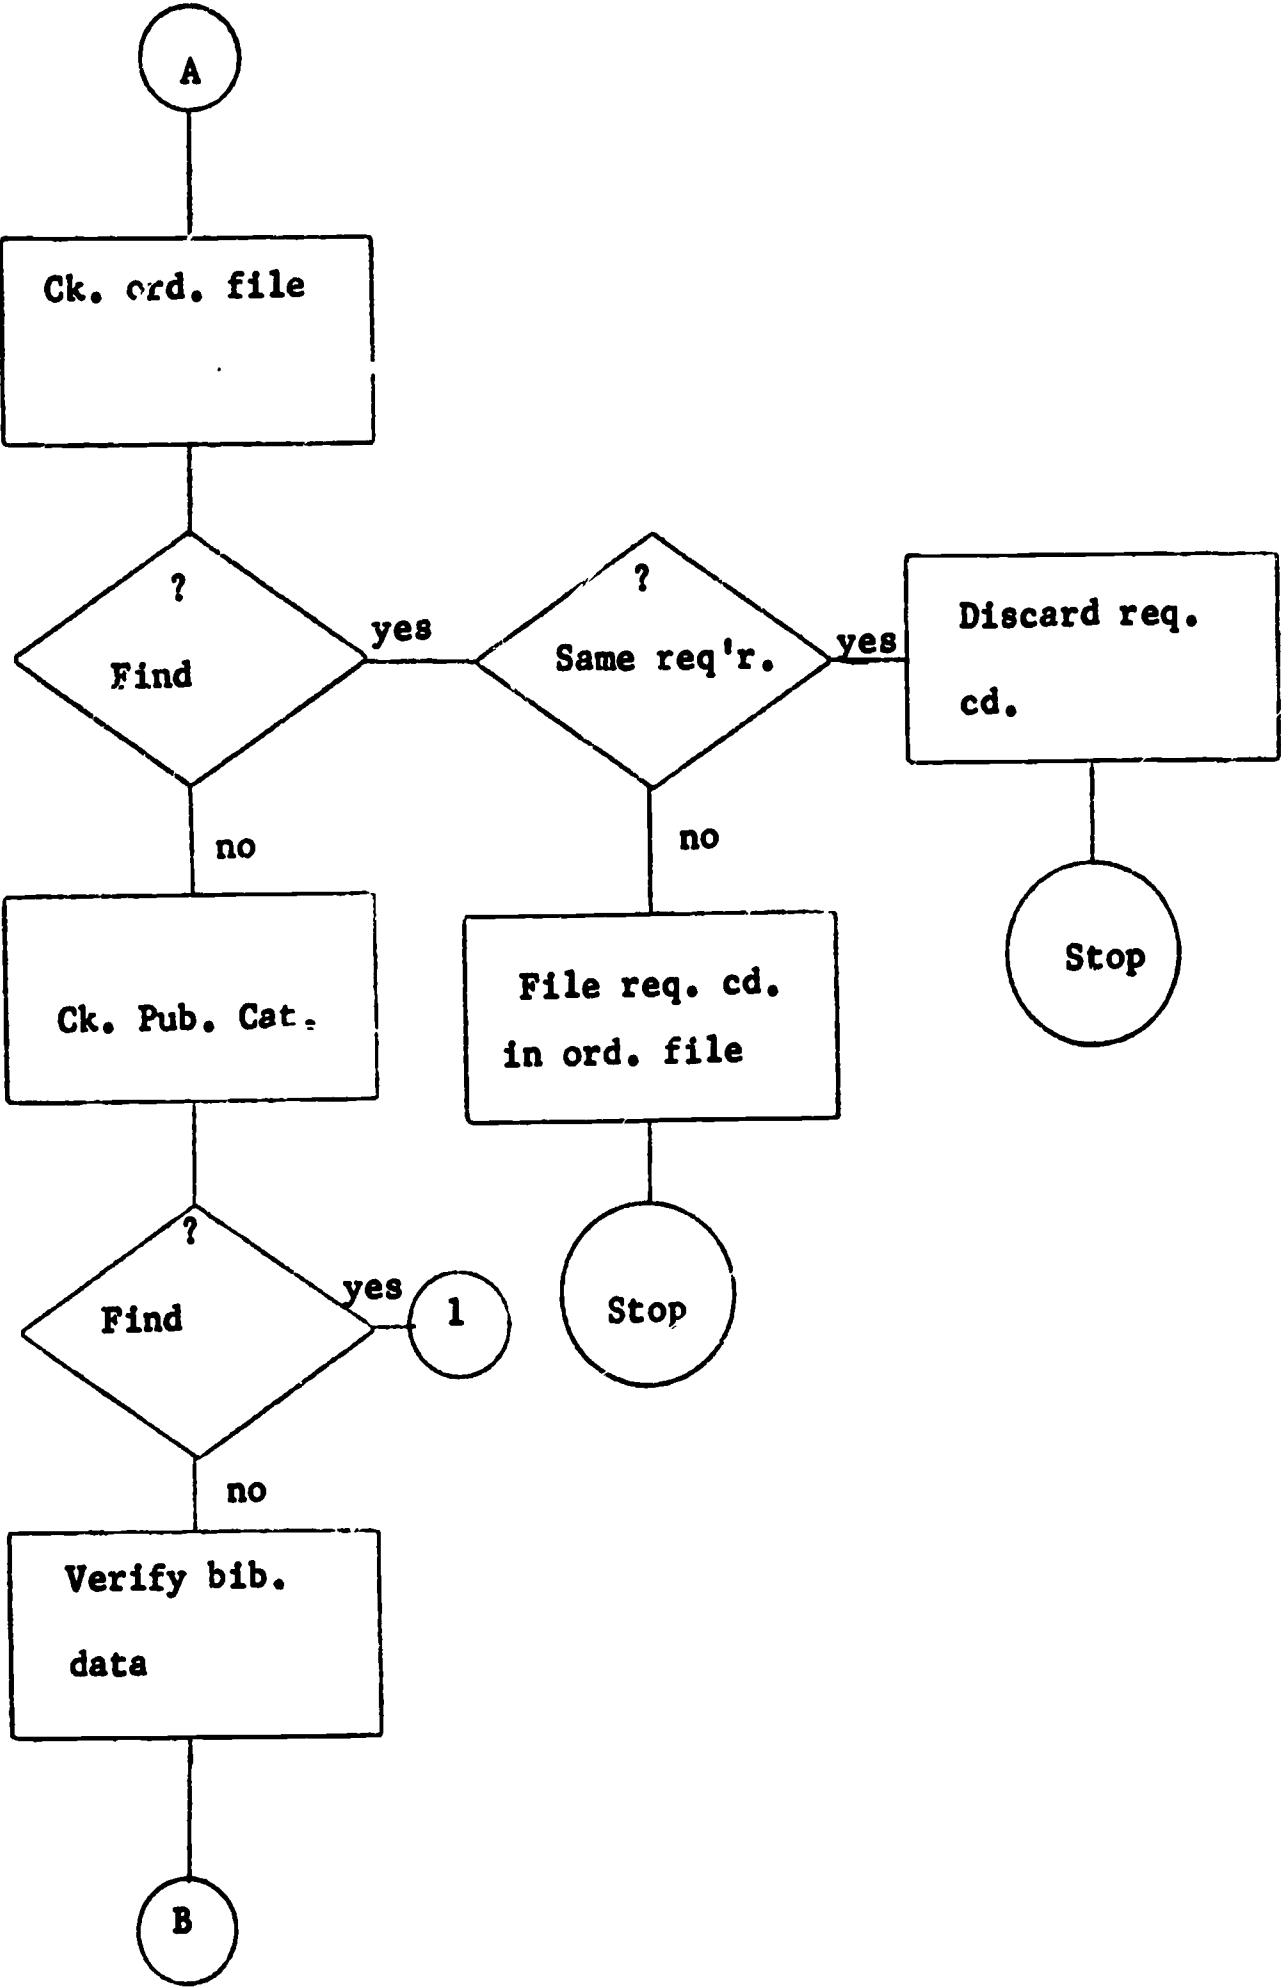 A
Ck. ord. file
?
Find
yes
?
Same req'r.
yes
Discard req.
cd.
no
no
Stop
Ck. Pub. Cat.
File req. cd.
in ord. file
?
Find
yes
1
Stop
no
Verify bib.
data
B